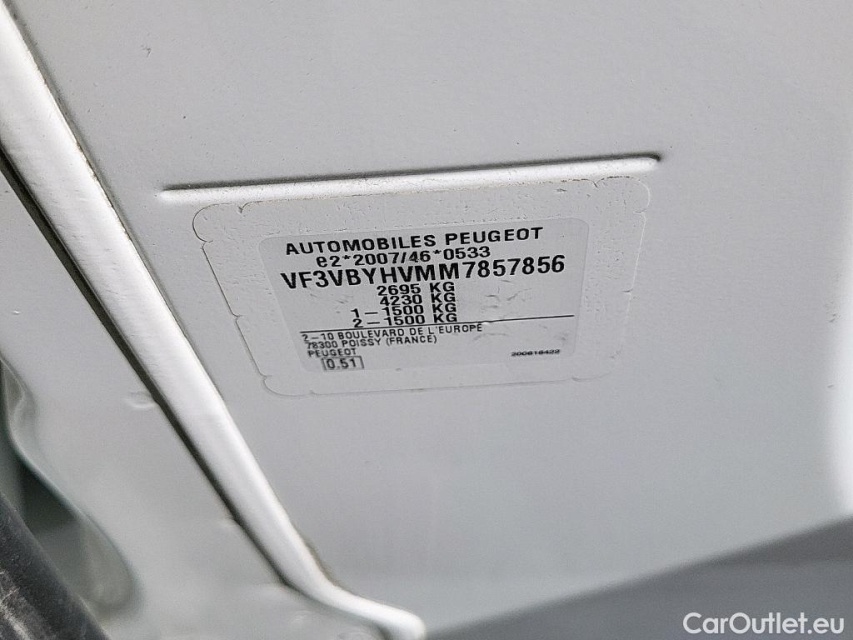 AUTOMOBILES PEUGEOT
e2*2007/46*0533
VF3VBYHVMM7857856
2695 KG
4230 KG
1-1500 KG
2-1500 KG
2-10 BOULEVARD DE L'EUROPE
78300 POISSY (FRANCE)
PEUGEOT
0.51
200616422
CarOutlet.eu